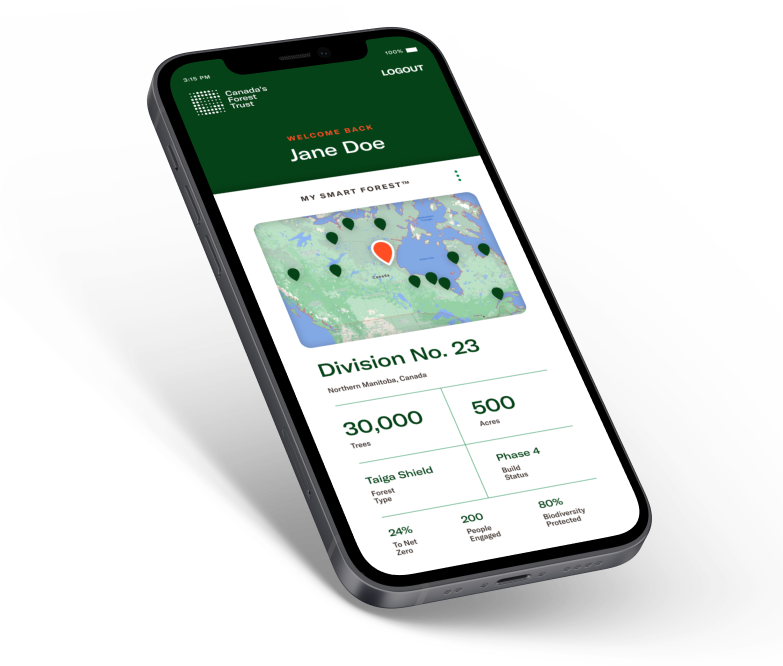 3:15 PM
100%
LOGOUT
Canada's
Forest
Trust
WELCOME BACK
Jane Doe
MY SMART FOREST™
Canada
Division No. 23
Northern Manitoba, Canada
30,000
Trees
500
Acres
Taiga Shield
Forest
Type
Phase 4
Build
Status
24%
To Net
Zero
200
People
Engaged
80%
Biodiversity
Protected